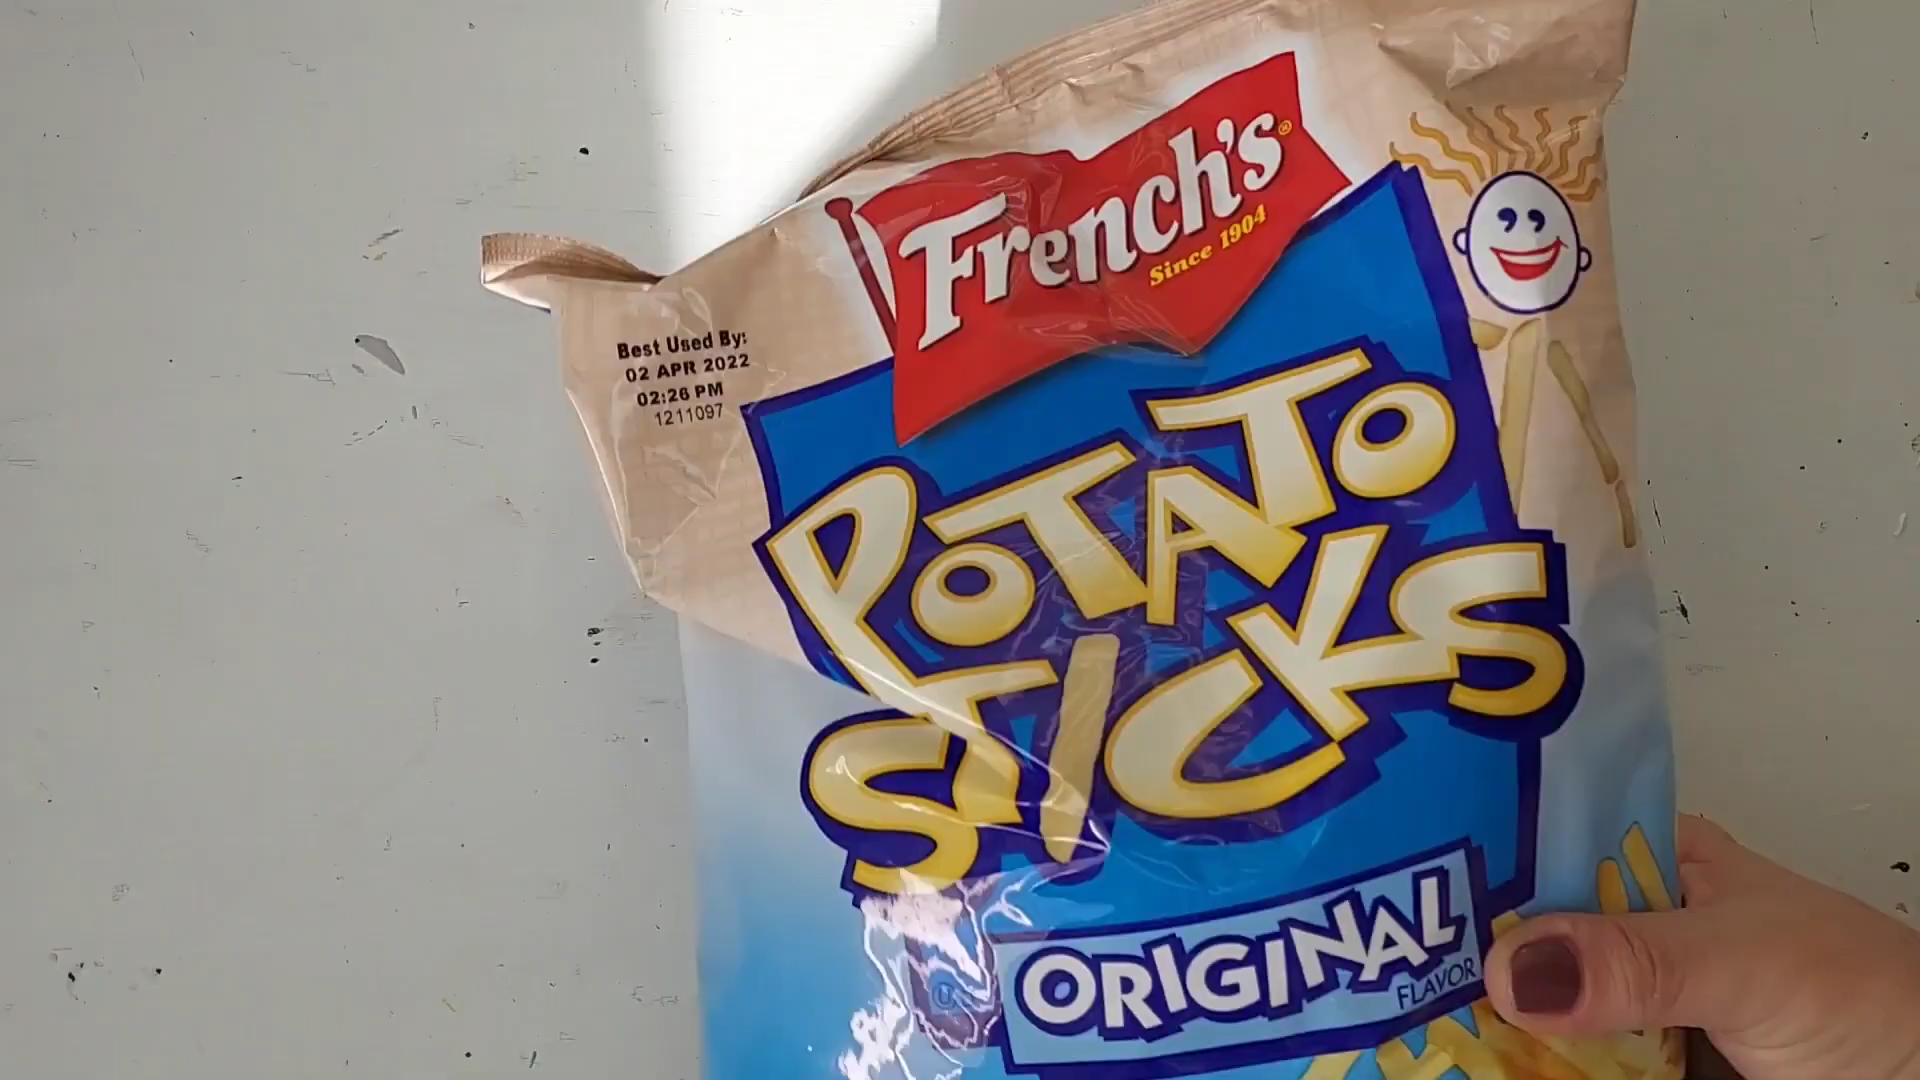 French's®
Since 1904
Best Used By:
02 APR 2022
02:26 PM
1211097
POTATO
STICKS
ORIGINAL
FLAVOR
U